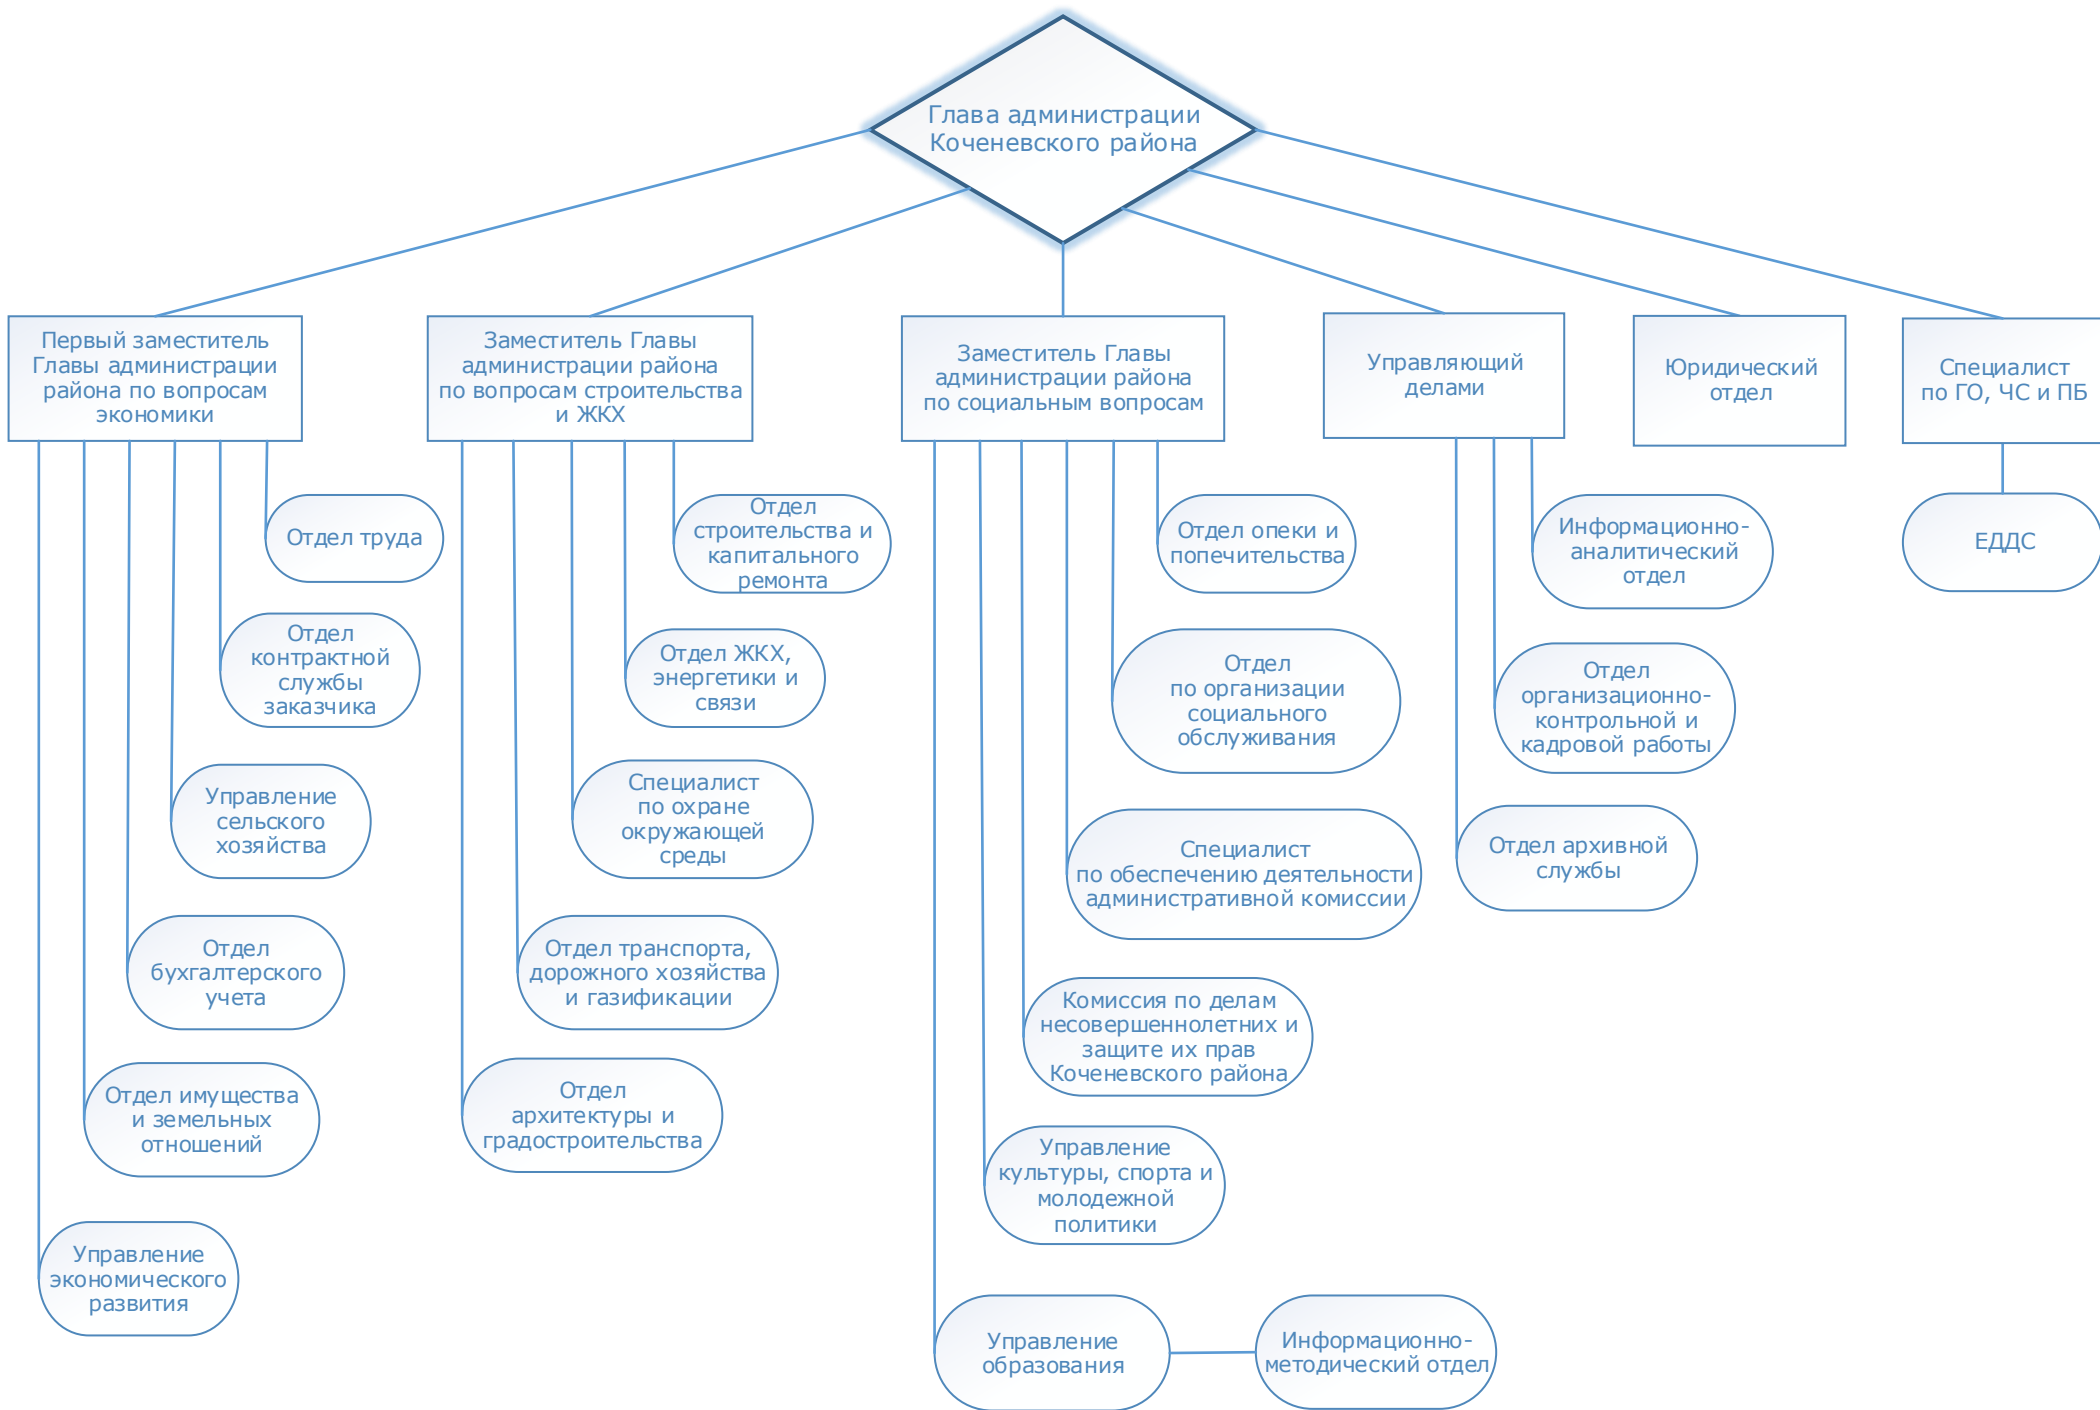 Глава администрации
Коченевского района
Первый заместитель
Главы администрации
района по вопросам
экономики
Заместитель Главы
администрации района
по вопросам строительства
и ЖКХ
Заместитель Главы
администрации района
по социальным вопросам
Управляющий
делами
Юридический
отдел
Специалист
по ГО, ЧС и ПБ
Отдел труда
Отдел
контрактной
службы
заказчика
Управление
сельского
хозяйства
Отдел
бухгалтерского
учета
Отдел имущества
и земельных
отношений
Управление
экономического
развития
Отдел
строительства и
капитального
ремонта
Отдел ЖКХ,
энергетики и
связи
Специалист
по охране
окружающей
среды
Отдел транспорта,
дорожного хозяйства
и газификации
Отдел
архитектуры и
градостроительства
Отдел опеки и
попечительства
Отдел
по организации
социального
обслуживания
Специалист
по обеспечению деятельности
административной комиссии
Комиссия по делам
несовершеннолетних и
защите их прав
Коченевского района
Управление
культуры, спорта и
молодежной
политики
Управление
образования
Информационно-
методический отдел
Информационно-
аналитический
отдел
Отдел
организационно-
контрольной и
кадровой работы
Отдел архивной
службы
ЕДДС